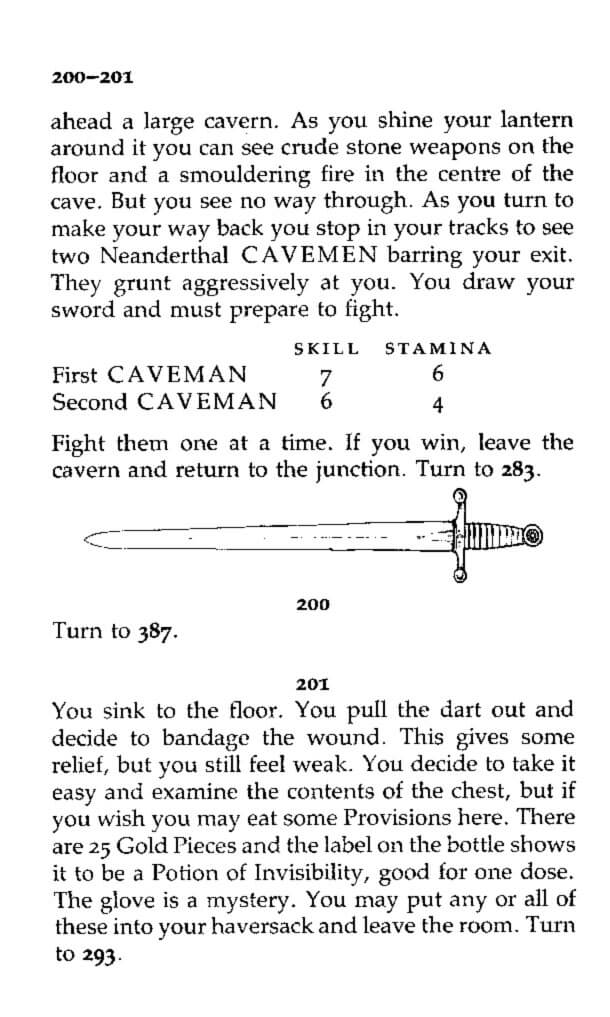 200–201
ahead a large cavern. As you shine your lantern
around it you can see crude stone weapons on the
floor and a smouldering fire in the centre of the
cave. But you see no way through. As you turn to
make your way back you stop in your tracks to see
two Neanderthal CAVEMEN barring your exit.
They grunt aggressively at you. You draw your
sword and must prepare to fight.
SKILL STAMINA
First CAVEMAN 7 6
Second CAVEMAN 6 4
Fight them one at a time. If you win, leave the
cavern and return to the junction. Turn to 283.
200
Turn to 387.
201
You sink to the floor. You pull the dart out and
decide to bandage the wound. This gives some
relief, but you still feel weak. You decide to take it
easy and examine the contents of the chest, but if
you wish you may eat some Provisions here. There
are 25 Gold Pieces and the label on the bottle shows
it to be a Potion of Invisibility, good for one dose.
The glove is a mystery. You may put any or all of
these into your haversack and leave the room. Turn
to 293.